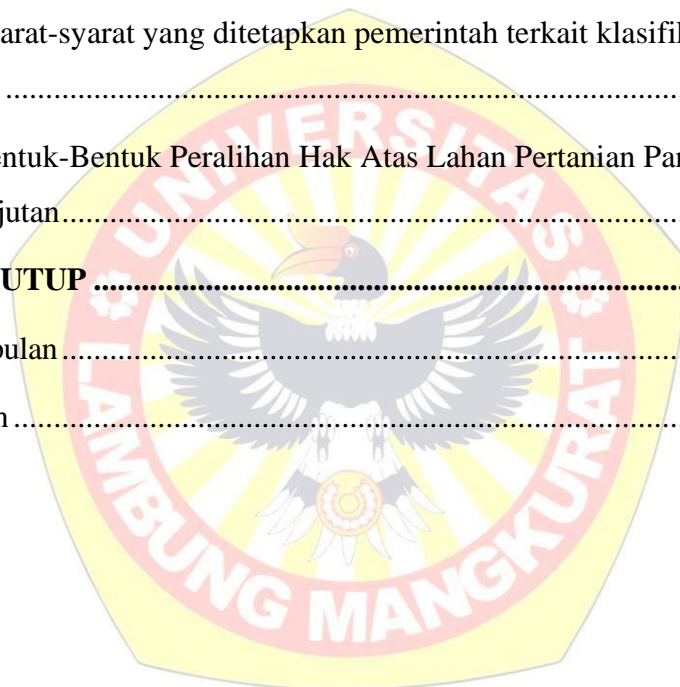 arat-syarat yang ditetapkan pemerintah terkait klasifi
...........................................................................
entuk-Bentuk Peralihan Hak Atas Lahan Pertanian Pa
jutan...................................................................
UTUP ..............................................................
pulan...................................................................
n..........................................................................
UNIVERSITAS
LAMBUNG MANGKURAT